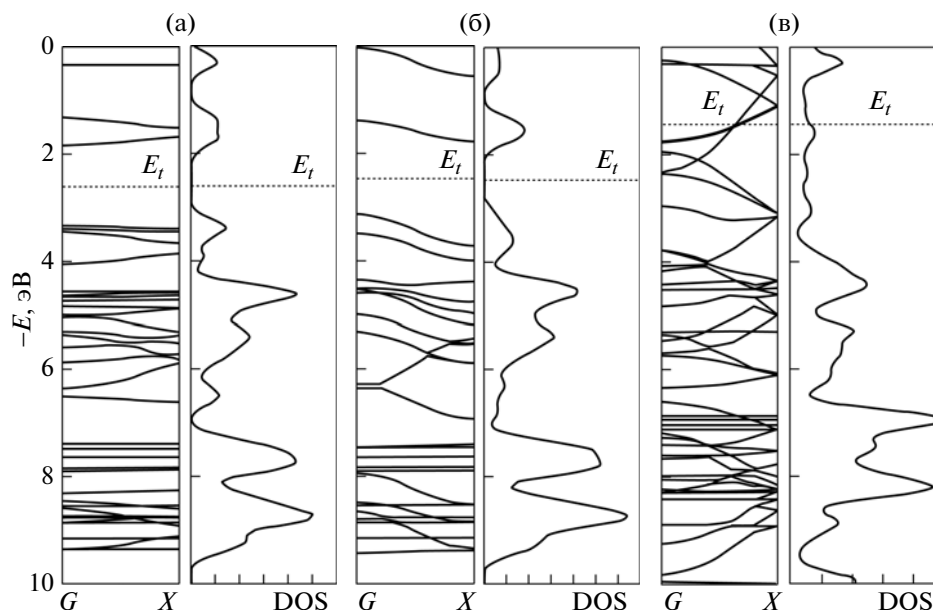 (а) (б) (в)
0
E_t E_t
2
E_t E_t E_t E_t
4
–E, эВ
6
8
10
G X DOS G X DOS G X DOS